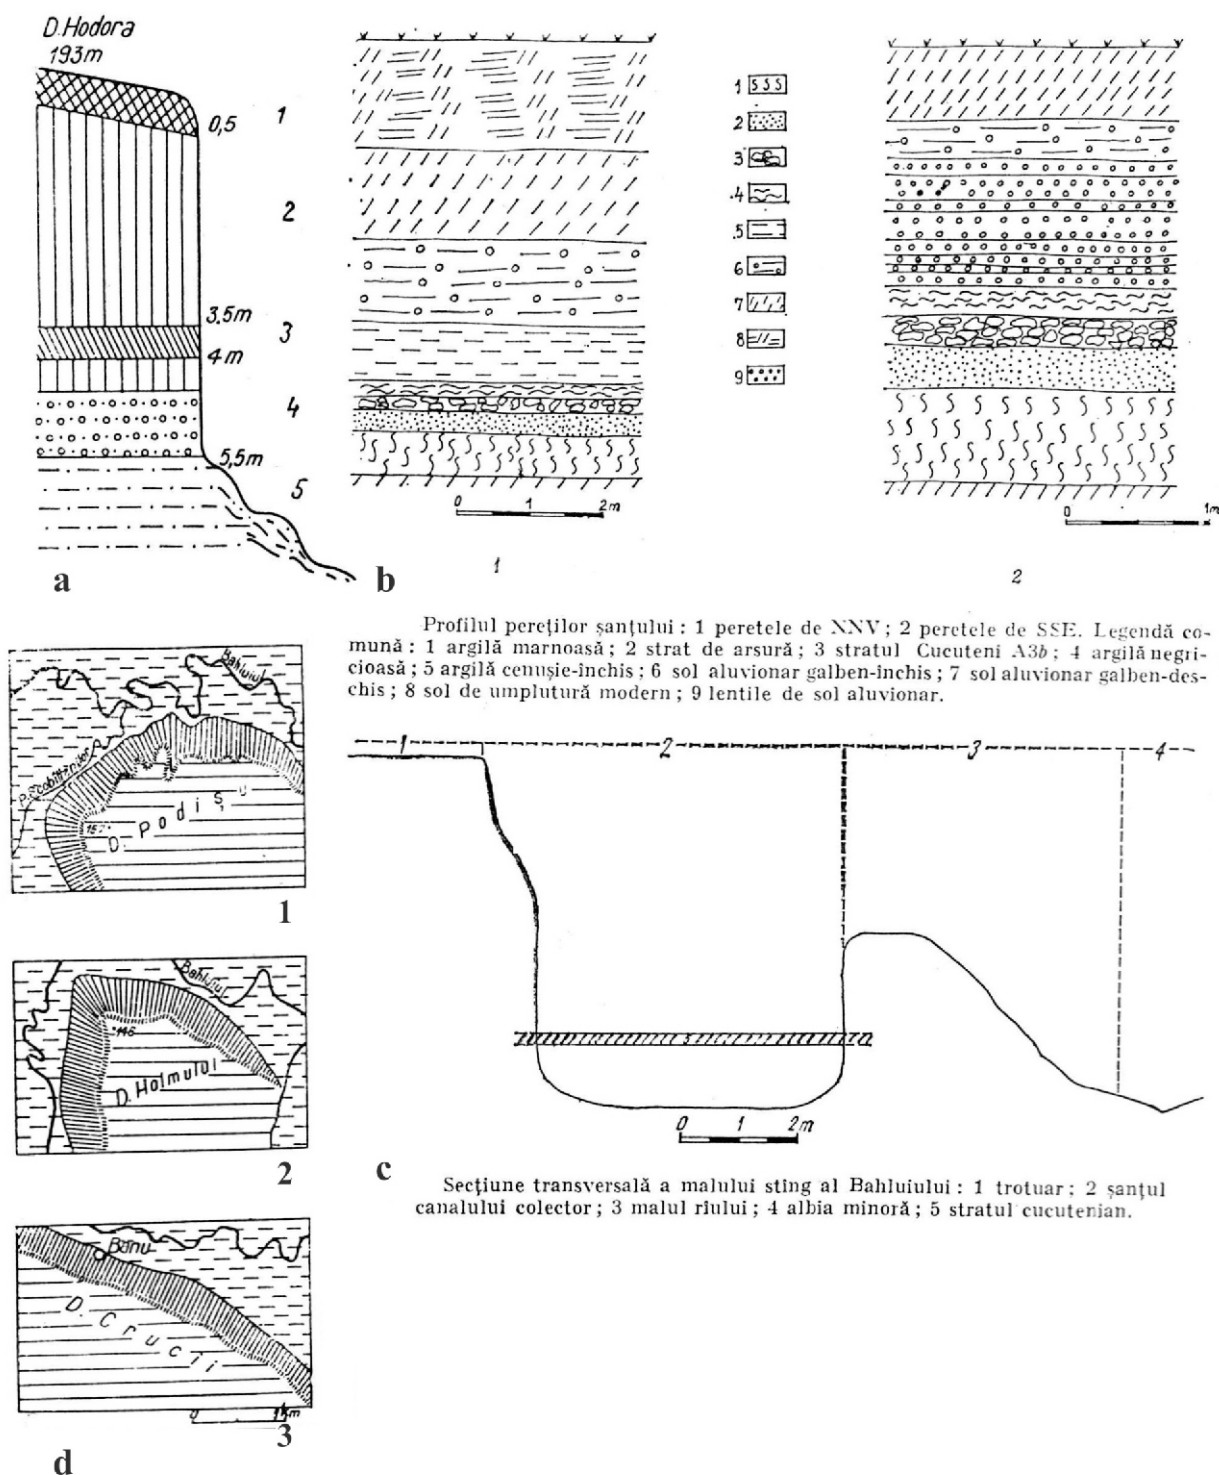 D. Hodora
193m
0,5
1
2
3,5m
3
4m
4
5,5m
5
a
b
1
2
3
4
5
6
7
8
9
0 1 2m
1
0 1m
2
Profilul pereților șanțului : 1 peretele de NNV ; 2 peretele de SSE. Legendă co-
mună : 1 argilă marnoasă ; 2 strat de arsură ; 3 stratul Cucuteni A3b ; 4 argilă negri-
cioasă ; 5 argilă cenușie-închis ; 6 sol aluvionar galben-închis ; 7 sol aluvionar galben-des-
chis ; 8 sol de umplutură modern ; 9 lentile de sol aluvionar.
Bahluiul
D. Podișu
1
Bahluiul
D. Holmului
2
Banu
D. Crucii
0 1km
3
d
1 2 3 4
0 1 2m
c
Secțiune transversală a malului stîng al Bahluiului : 1 trotuar ; 2 șanțul
canalului colector ; 3 malul rîului ; 4 albia minoră ; 5 stratul cucutenian.